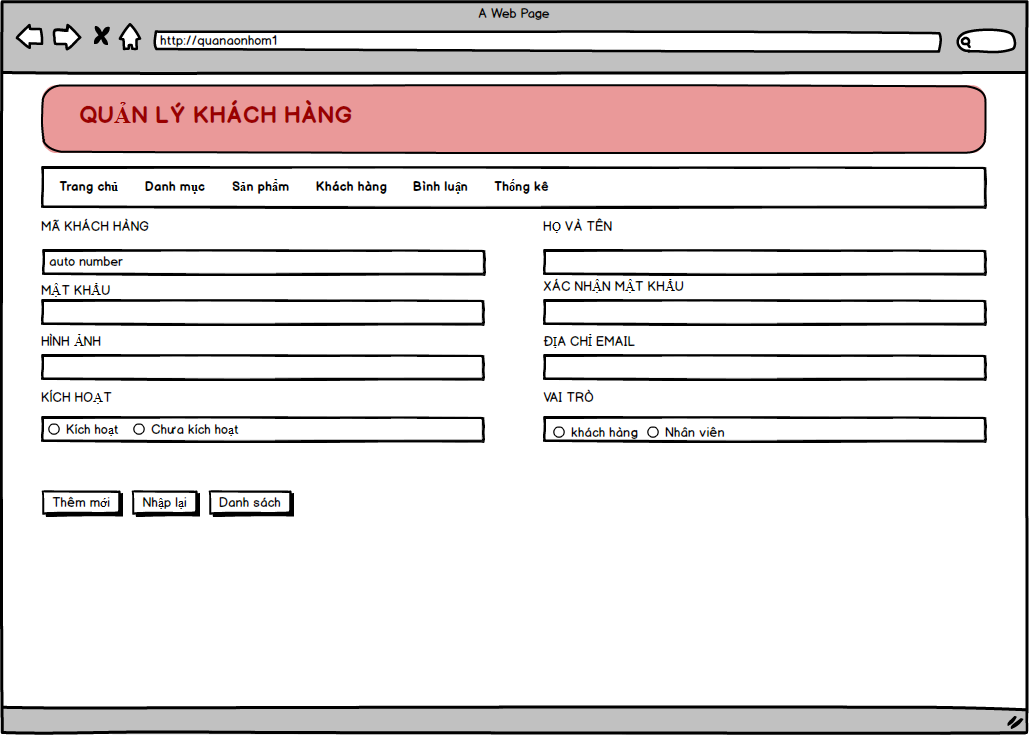 A Web Page
http://quanaonhom1
QUẢN LÝ KHÁCH HÀNG
Trang chủ Danh mục Sản phẩm Khách hàng Bình luận Thống kê
MÃ KHÁCH HÀNG HỌ VÀ TÊN
auto number
MẬT KHẨU XÁC NHẬN MẬT KHẨU
HÌNH ẢNH ĐỊA CHỈ EMAIL
KÍCH HOẠT VAI TRÒ
Kích hoạt Chưa kích hoạt khách hàng Nhân viên
Thêm mới Nhập lại Danh sách